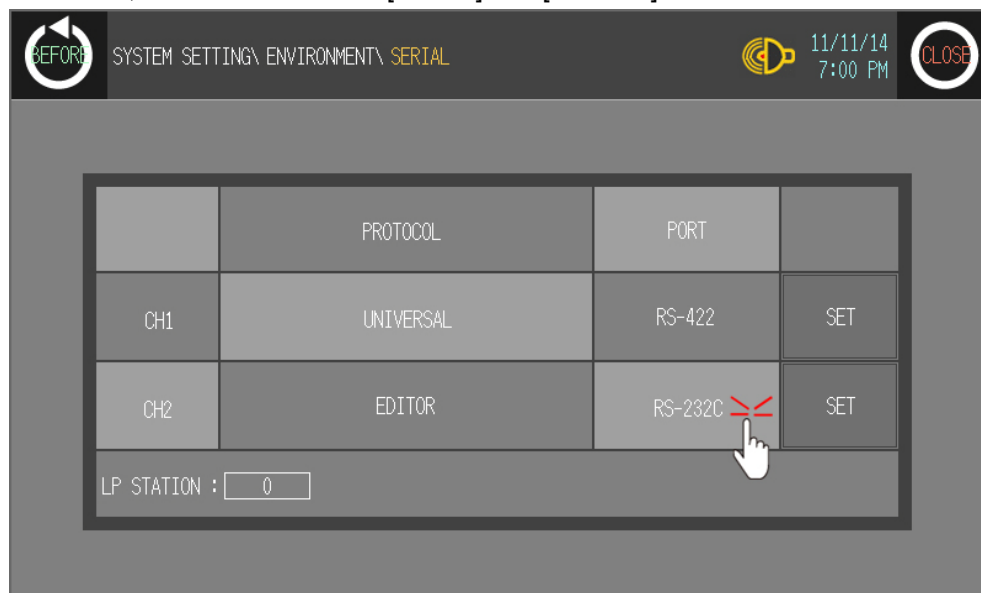 BEFORE SYSTEM SETTING\ ENVIRONMENT\ SERIAL 11/11/14 CLOSE
7:00 PM
PROTOCOL PORT
CH1 UNIVERSAL RS-422 SET
CH2 EDITOR RS-232C SET
LP STATION : 0